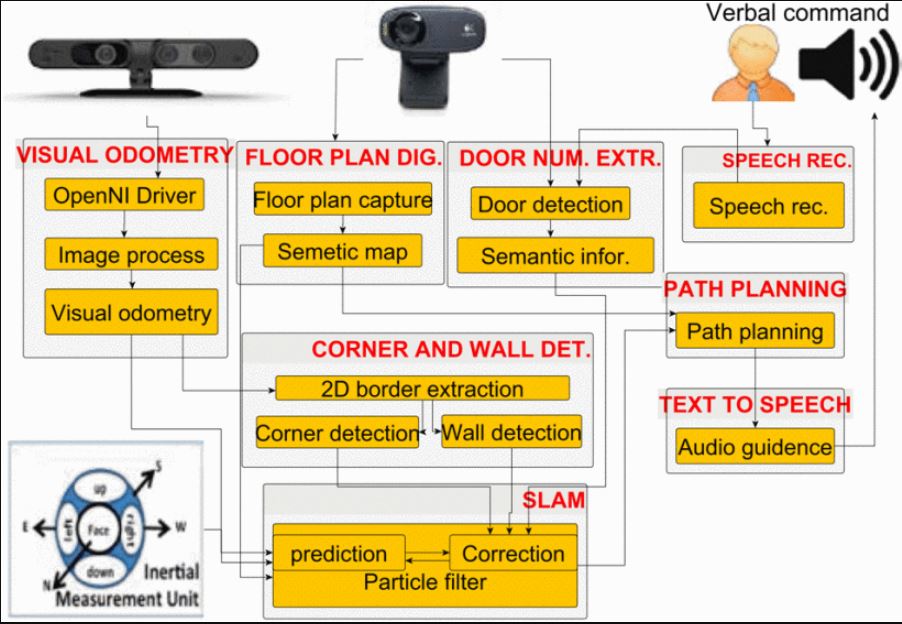 Verbal command
VISUAL ODOMETRY
OpenNI Driver
Image process
Visual odometry
FLOOR PLAN DIG.
Floor plan capture
Semetic map
DOOR NUM. EXTR.
Door detection
Semantic infor.
SPEECH REC.
Speech rec.
PATH PLANNING
Path planning
CORNER AND WALL DET.
2D border extraction
Corner detection
Wall detection
TEXT TO SPEECH
Audio guidence
SLAM
prediction
Correction
Particle filter
up
S
E
left
Face
right
W
N
down
Inertial
Measurement Unit